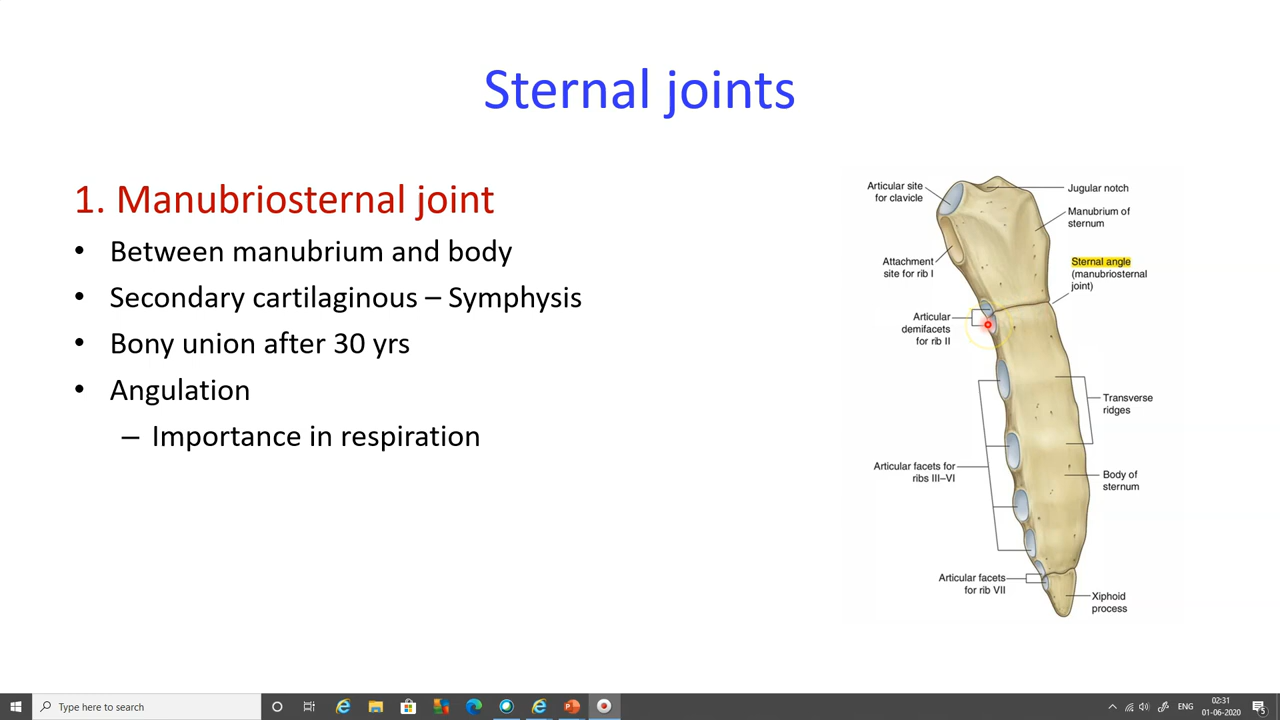 Sternal joints
1. Manubriosternal joint
• Between manubrium and body
• Secondary cartilaginous – Symphysis
• Bony union after 30 yrs
• Angulation
– Importance in respiration
Articular site
for clavicle
Attachment
site for rib I
Articular
demifacets
for rib II
Articular facets for
ribs III–VI
Articular facets
for rib VII
Jugular notch
Manubrium of
sternum
Sternal angle
(manubriosternal
joint)
Transverse
ridges
Body of
sternum
Xiphoid
process
Type here to search
ENG
02:31
01-06-2020